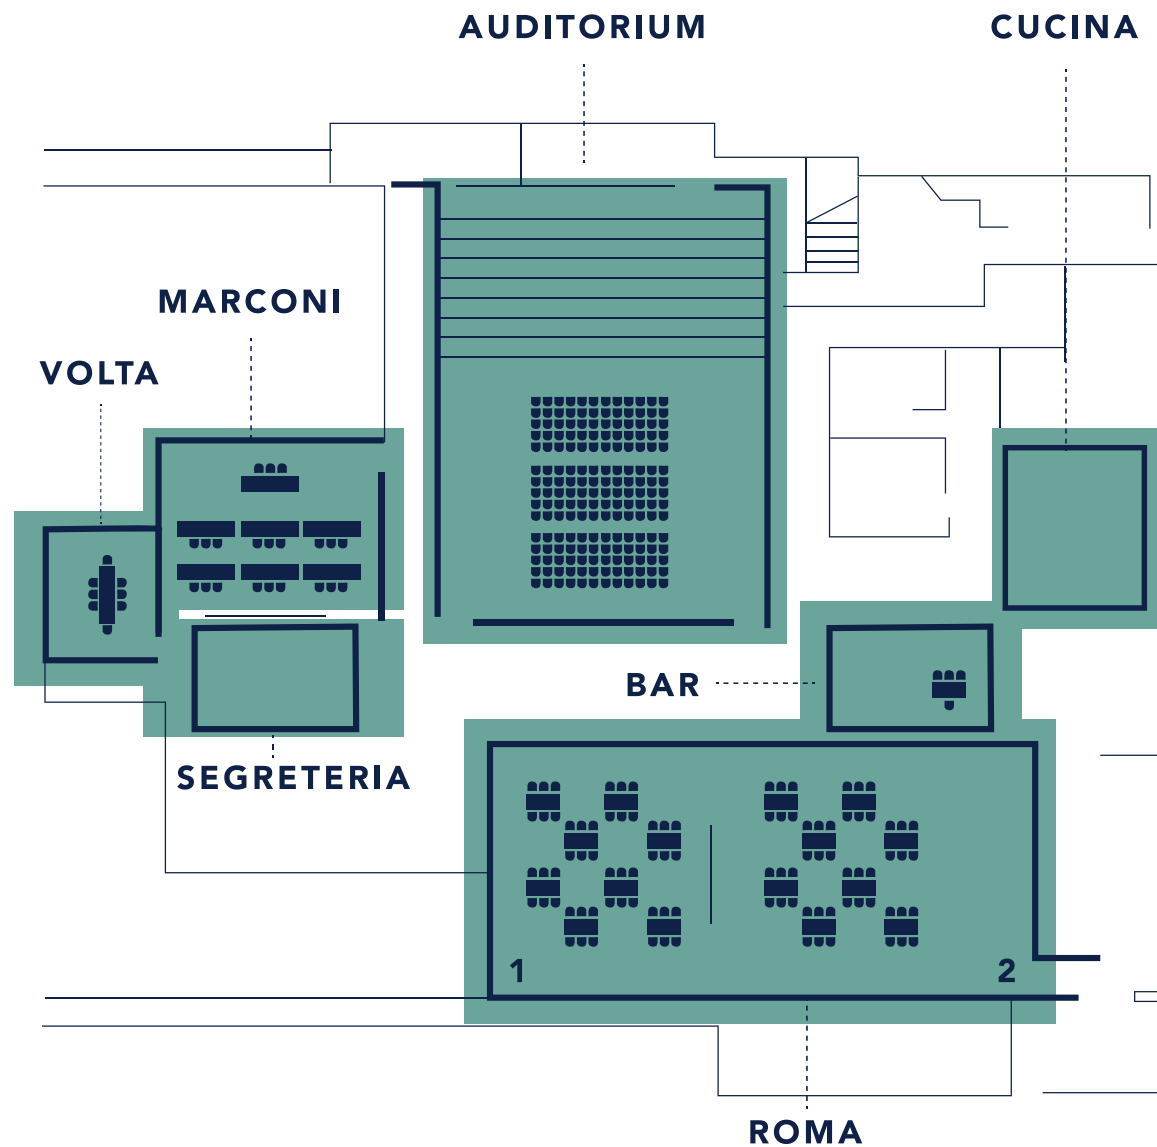 AUDITORIUM
CUCINA
MARCONI
VOLTA
BAR
SEGRETERIA
1
2
ROMA